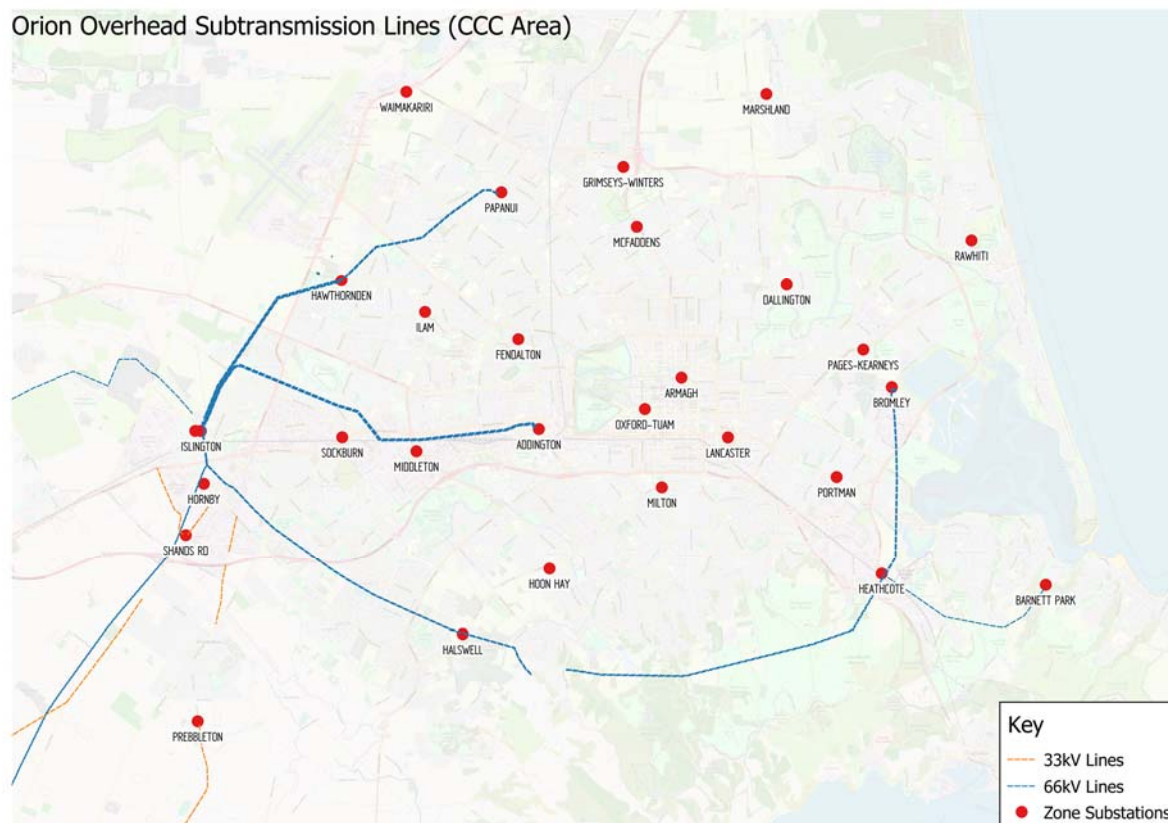 Orion Overhead Subtransmission Lines (CCC Area)
WAIMAKARIRI
MARSHLAND
GRIMSEYS-WINTERS
PAPANUI
MCFADDENS
RAWHITI
HAWTHORNDEN
DALLINGTON
ILAM
FENDALTON
PAGES-KEARNEYS
ARMAGH
BROMLEY
OXFORD-TUAM
ISLINGTON
SOCKBURN
ADDINGTON
MIDDLETON
LANCASTER
HORNBY
PORTMAN
MILTON
SHANDS RD
HOON HAY
HEATHCOTE
BARNETT PARK
HALSWELL
PREBBLETON
Key
33kV Lines
66kV Lines
Zone Substations